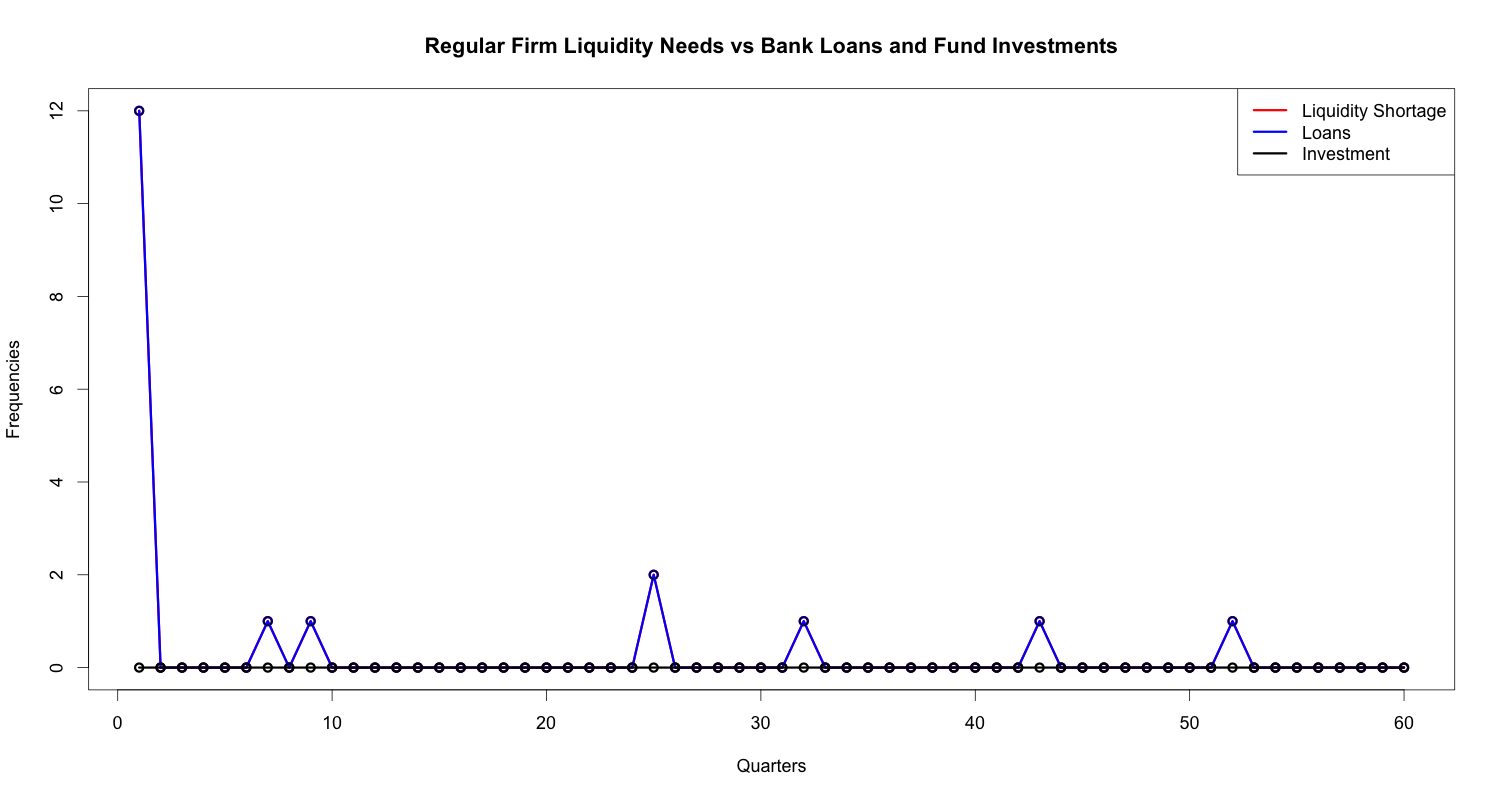 Regular Firm Liquidity Needs vs Bank Loans and Fund Investments
Liquidity Shortage
Loans
Investment
12
10
8
6
4
2
0
Frequencies
0 10 20 30 40 50 60
Quarters